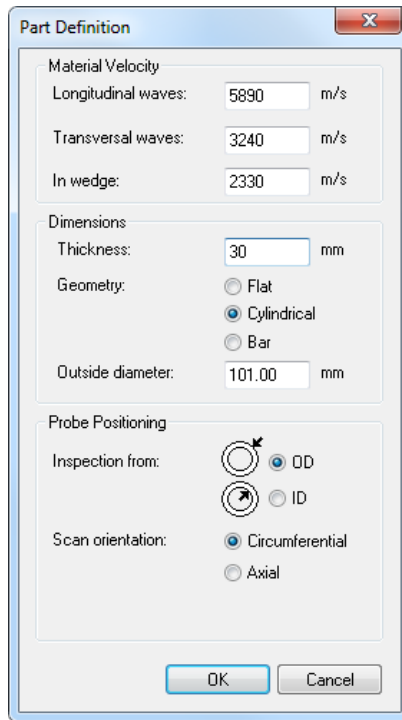 Part Definition
Material Velocity
Longitudinal waves: 5890 m/s
Transversal waves: 3240 m/s
In wedge: 2330 m/s
Dimensions
Thickness: 30 mm
Geometry: Flat
Cylindrical
Bar
Outside diameter: 101.00 mm
Probe Positioning
Inspection from: OD
ID
Scan orientation: Circumferential
Axial
OK Cancel